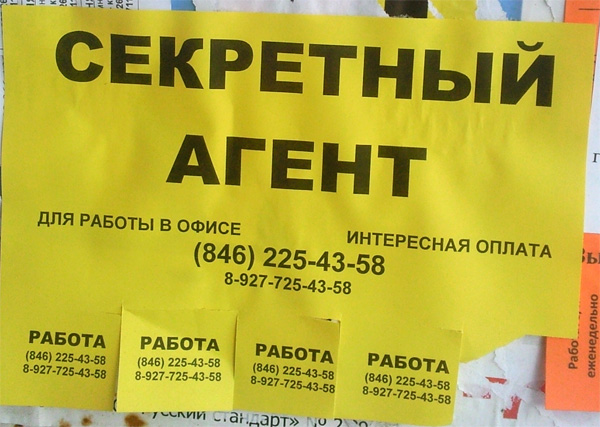 СЕКРЕТНЫЙ
АГЕНТ
ДЛЯ РАБОТЫ В ОФИСЕ
ИНТЕРЕСНАЯ ОПЛАТА
(846) 225-43-58
8-927-725-43-58
РАБОТА
(846) 225-43-58
8-927-725-43-58
РАБОТА
(846) 225-43-58
8-927-725-43-58
РАБОТА
(846) 225-43-58
8-927-725-43-58
РАБОТА
(846) 225-43-58
8-927-725-43-58
стандарт» №
еженедельно